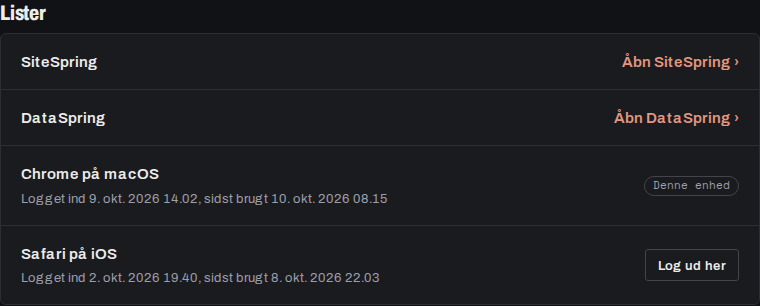 Lister
SiteSpring
Åbn SiteSpring ›
DataSpring
Åbn DataSpring ›
Chrome på macOS
Logget ind 9. okt. 2026 14.02, sidst brugt 10. okt. 2026 08.15
Denne enhed
Safari på iOS
Logget ind 2. okt. 2026 19.40, sidst brugt 8. okt. 2026 22.03
Log ud her